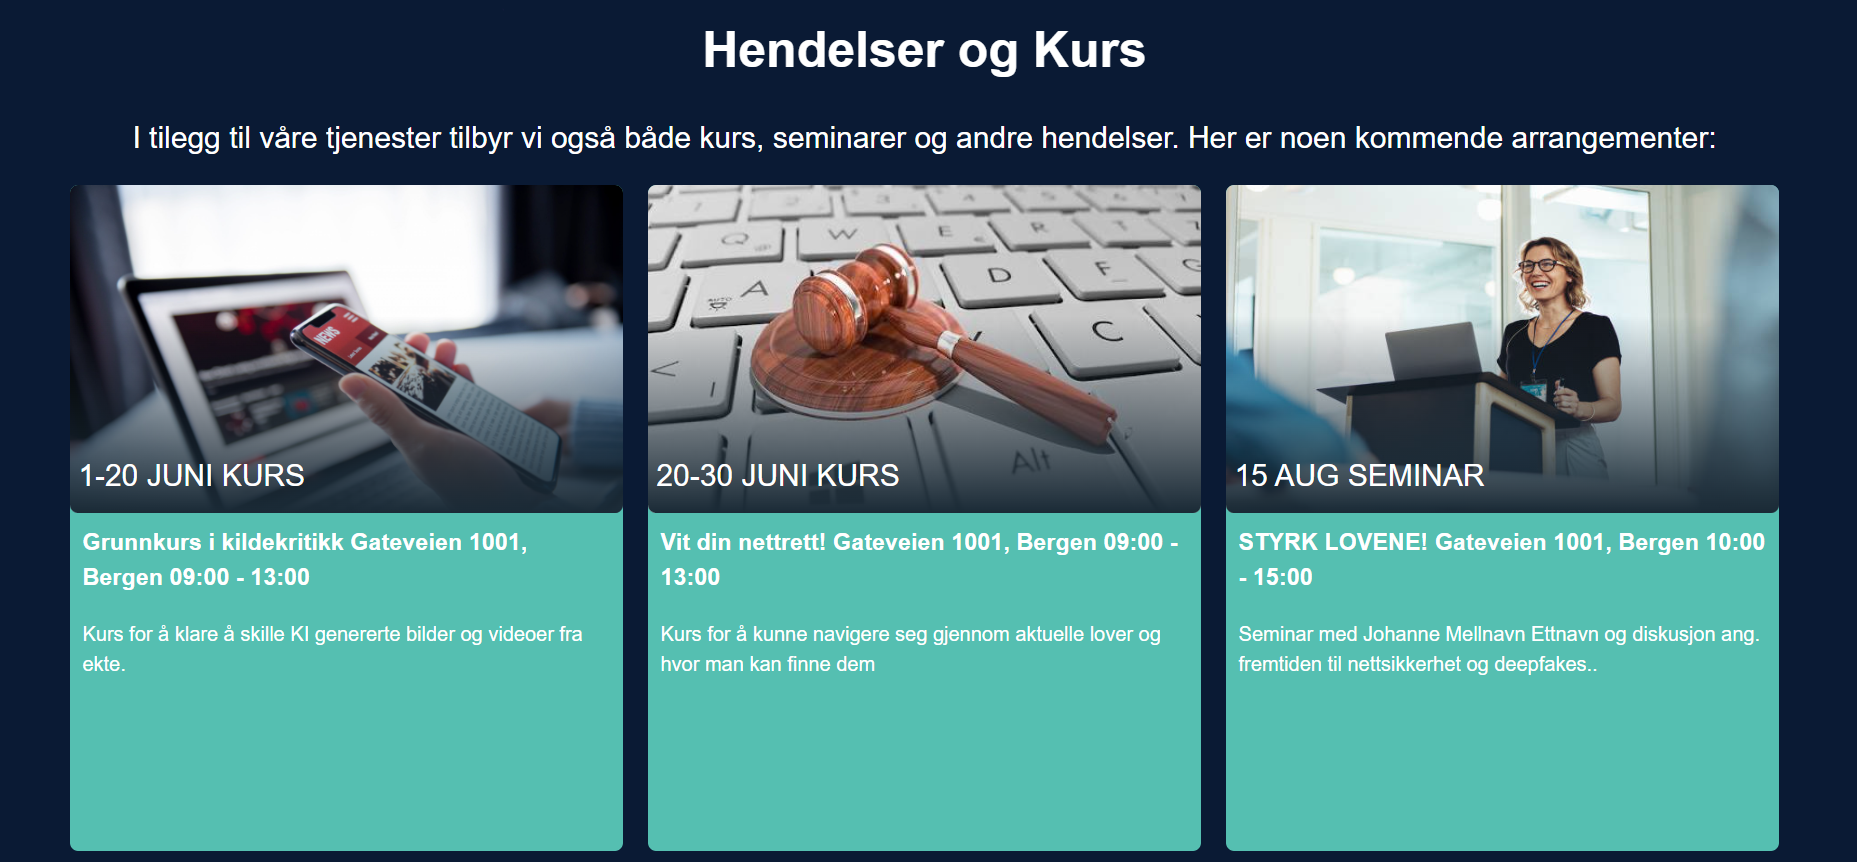 Hendelser og Kurs
I tilegg til våre tjenester tilbyr vi også både kurs, seminarer og andre hendelser. Her er noen kommende arrangementer:
NEWS
1-20 JUNI KURS
Grunnkurs i kildekritikk Gateveien 1001,
Bergen 09:00 - 13:00
Kurs for å klare å skille KI genererte bilder og videoer fra
ekte.
Q W E R T
A D F G
C
Alt
20-30 JUNI KURS
Vit din nettrett! Gateveien 1001, Bergen 09:00 -
13:00
Kurs for å kunne navigere seg gjennom aktuelle lover og
hvor man kan finne dem
15 AUG SEMINAR
STYRK LOVENE! Gateveien 1001, Bergen 10:00
- 15:00
Seminar med Johanne Mellnavn Ettnavn og diskusjon ang.
fremtiden til nettsikkerhet og deepfakes..